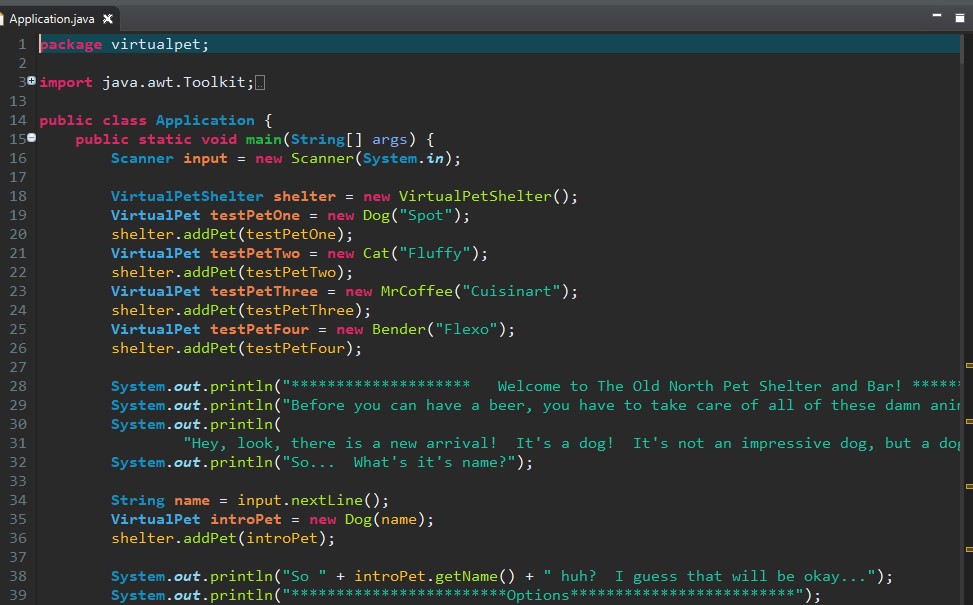 Application.java
1 package virtualpet;
2
3 import java.awt.Toolkit;
13
14 public class Application {
15 public static void main(String[] args) {
16 Scanner input = new Scanner(System.in);
17
18 VirtualPetShelter shelter = new VirtualPetShelter();
19 VirtualPet testPetOne = new Dog("Spot");
20 shelter.addPet(testPetOne);
21 VirtualPet testPetTwo = new Cat("Fluffy");
22 shelter.addPet(testPetTwo);
23 VirtualPet testPetThree = new MrCoffee("Cuisinart");
24 shelter.addPet(testPetThree);
25 VirtualPet testPetFour = new Bender("Flexo");
26 shelter.addPet(testPetFour);
27
28 System.out.println("******************** Welcome to The Old North Pet Shelter and Bar! *****
29 System.out.println("Before you can have a beer, you have to take care of all of these damn ani
30 System.out.println(
31 "Hey, look, there is a new arrival! It's a dog! It's not an impressive dog, but a dog
32 System.out.println("So... What's it's name?");
33
34 String name = input.nextLine();
35 VirtualPet introPet = new Dog(name);
36 shelter.addPet(introPet);
37
38 System.out.println("So " + introPet.getName() + " huh? I guess that will be okay...");
39 System.out.println("************************Options*************************");